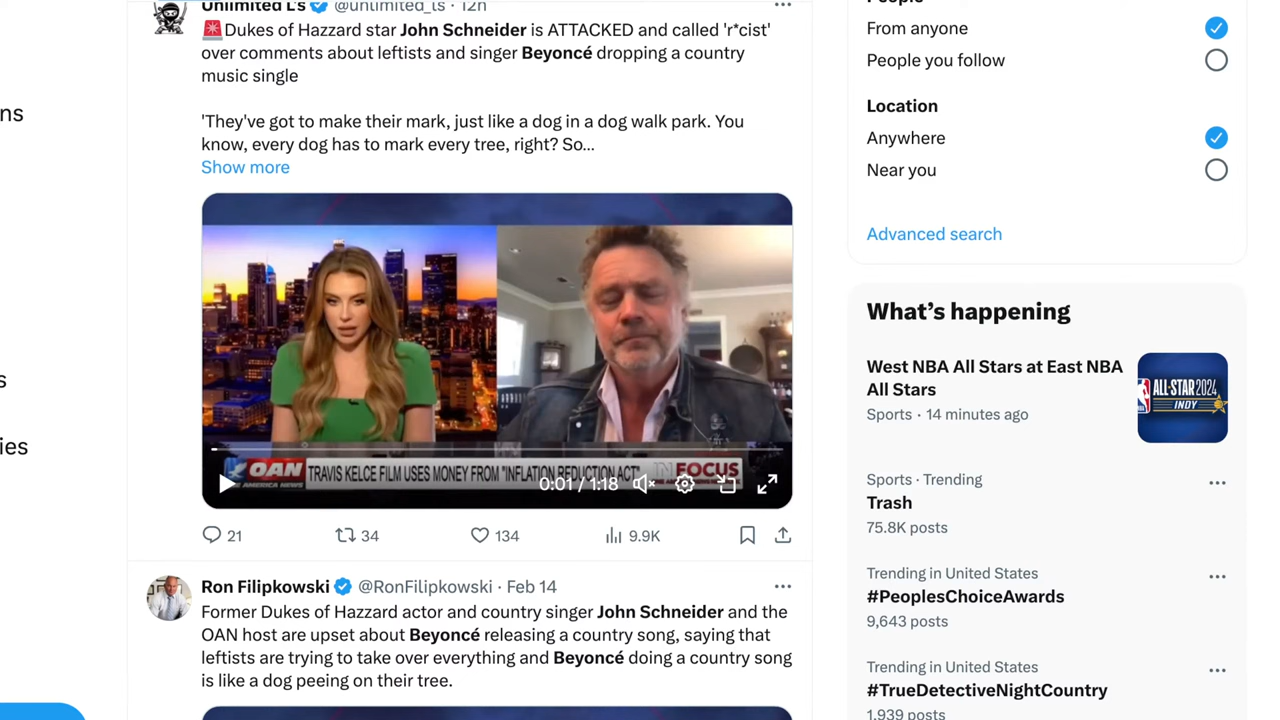 Unlimited L's @unlimited_ls · 12h
🚨Dukes of Hazzard star John Schneider is ATTACKED and called 'r*cist'
over comments about leftists and singer Beyoncé dropping a country
music single
'They've got to make their mark, just like a dog in a dog walk park. You
know, every dog has to mark every tree, right? So...
Show more
OAN
AMERICA NEWS
TRAVIS KELCE FILM USES MONEY FROM "INFLATION REDUCTION ACT"
IN FOCUS
0:01 / 1:18
21 34 134 9.9K
Ron Filipkowski @RonFilipkowski · Feb 14
Former Dukes of Hazzard actor and country singer John Schneider and the
OAN host are upset about Beyoncé releasing a country song, saying that
leftists are trying to take over everything and Beyoncé doing a country song
is like a dog peeing on their tree.
ns
s
ies
People
From anyone
People you follow
Location
Anywhere
Near you
Advanced search
What's happening
West NBA All Stars at East NBA
All Stars
Sports · 14 minutes ago
ALL-STAR 2024
INDY
Sports · Trending
Trash
75.8K posts
Trending in United States
#PeoplesChoiceAwards
9,643 posts
Trending in United States
#TrueDetectiveNightCountry
1,939 posts